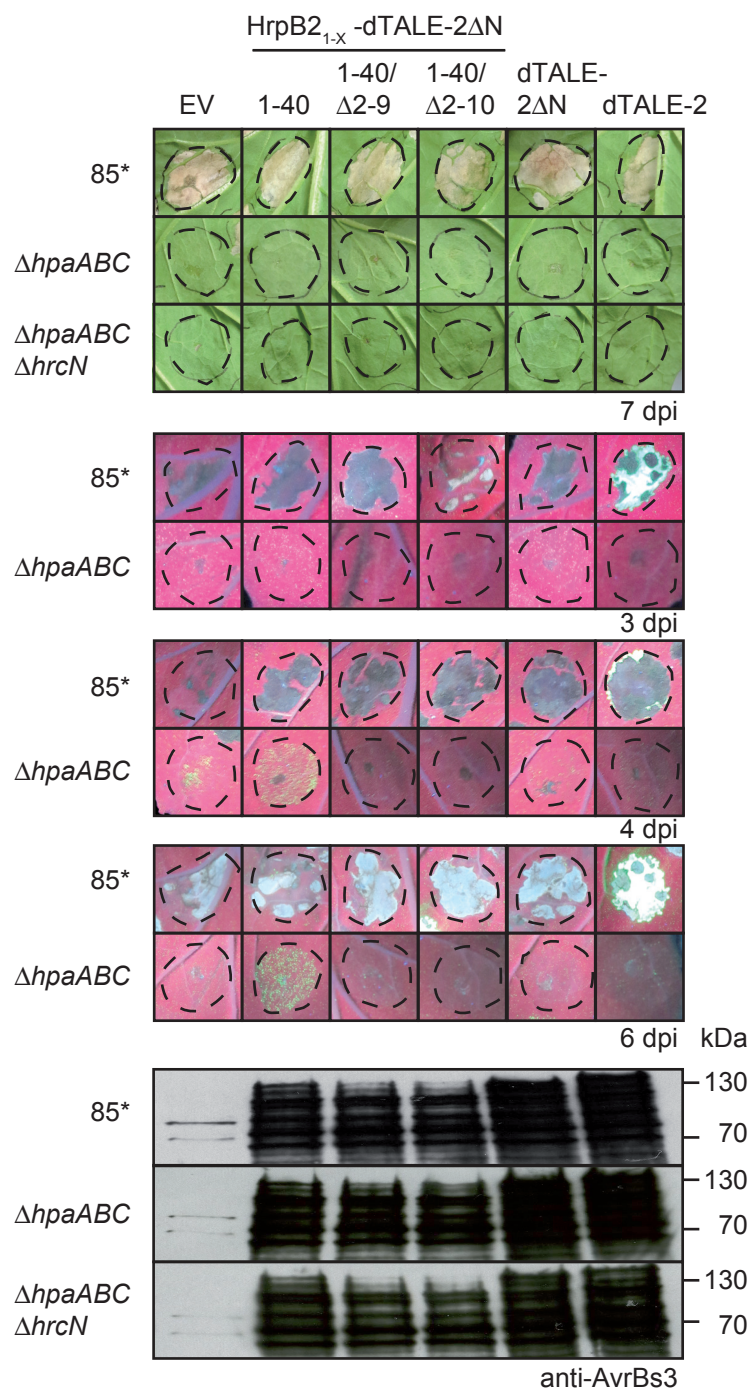 HrpB2₁₋ₓ -dTALE-2ΔN
1-40/ 1-40/ dTALE-
EV 1-40 Δ2-9 Δ2-10 2ΔN dTALE-2
85*
ΔhpaABC
ΔhpaABC
ΔhrcN
7 dpi
85*
ΔhpaABC
3 dpi
85*
ΔhpaABC
4 dpi
85*
ΔhpaABC
6 dpi kDa
85*
130
70
ΔhpaABC
130
70
ΔhpaABC
ΔhrcN
130
70
anti-AvrBs3